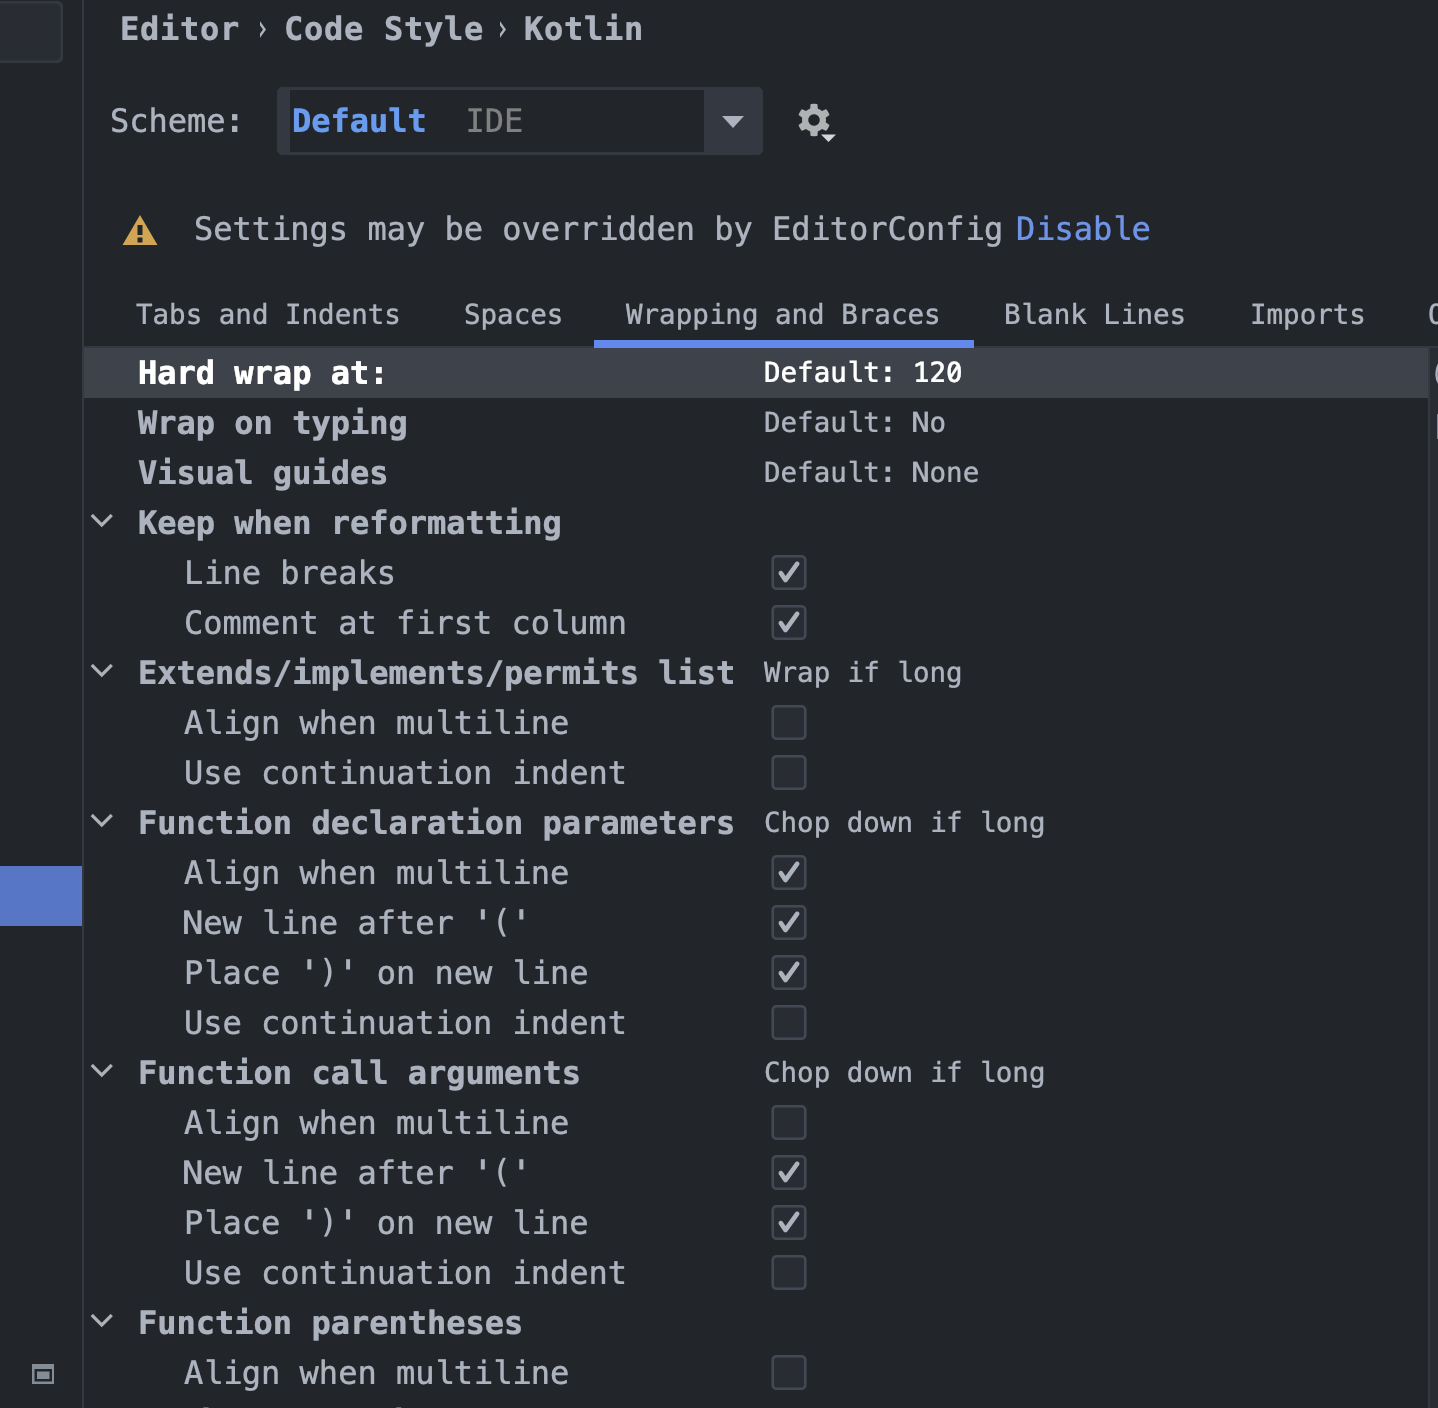 Editor › Code Style › Kotlin
Scheme: Default IDE
Settings may be overridden by EditorConfig Disable
Tabs and Indents Spaces Wrapping and Braces Blank Lines Imports
Hard wrap at: Default: 120
Wrap on typing Default: No
Visual guides Default: None
Keep when reformatting
Line breaks
Comment at first column
Extends/implements/permits list Wrap if long
Align when multiline
Use continuation indent
Function declaration parameters Chop down if long
Align when multiline
New line after '('
Place ')' on new line
Use continuation indent
Function call arguments Chop down if long
Align when multiline
New line after '('
Place ')' on new line
Use continuation indent
Function parentheses
Align when multiline